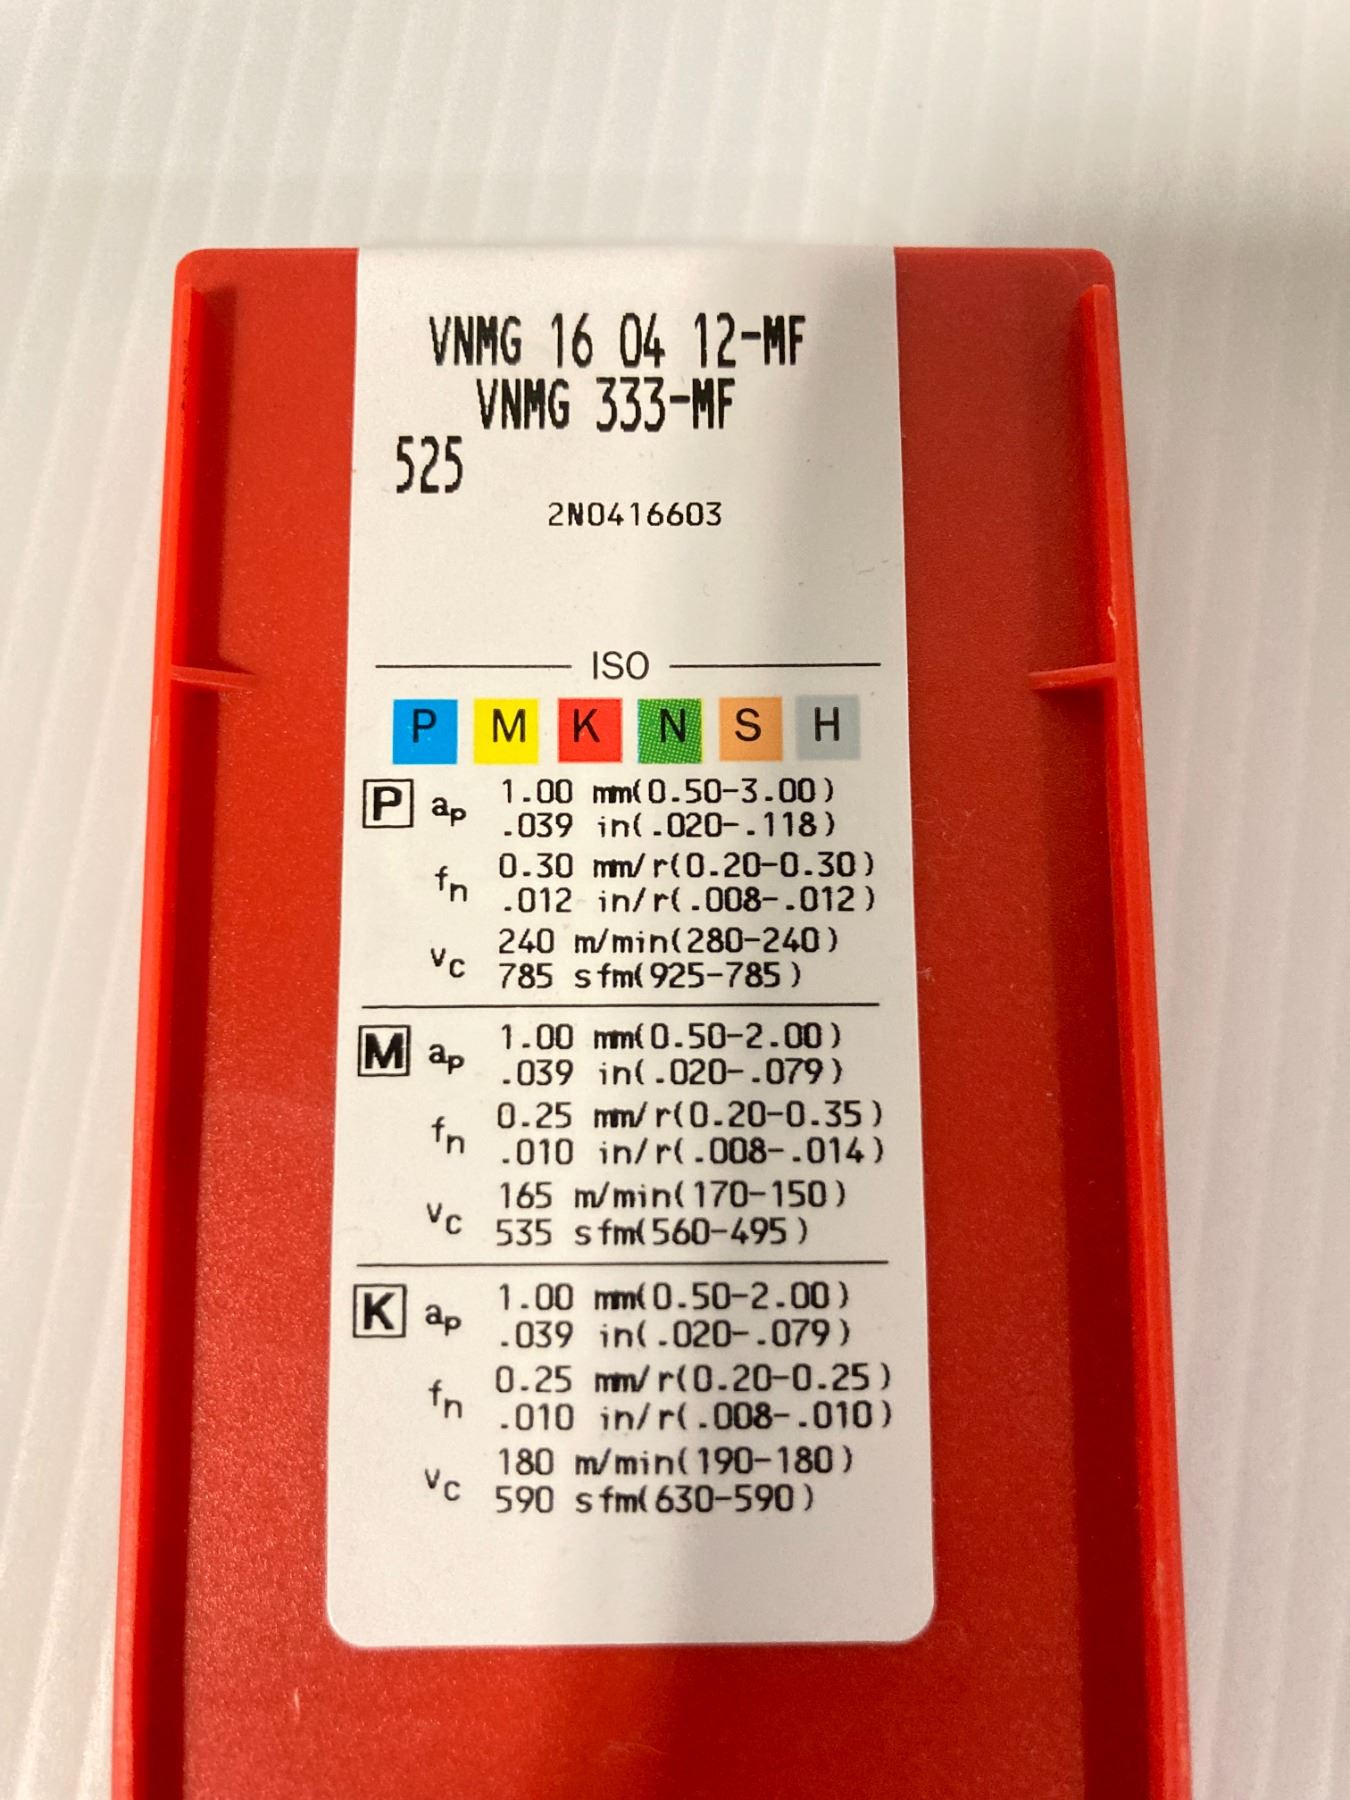 VNMG 16 04 12-MF
VNMG 333-MF
525
2N0416603
ISO
P M K N S H
P ap 1.00 mm(0.50-3.00)
.039 in(.020-.118)
fn 0.30 mm/r(0.20-0.30)
.012 in/r(.008-.012)
vc 240 m/min(280-240)
785 sfm(925-785)
M ap 1.00 mm(0.50-2.00)
.039 in(.020-.079)
fn 0.25 mm/r(0.20-0.35)
.010 in/r(.008-.014)
vc 165 m/min(170-150)
535 sfm(560-495)
K ap 1.00 mm(0.50-2.00)
.039 in(.020-.079)
fn 0.25 mm/r(0.20-0.25)
.010 in/r(.008-.010)
vc 180 m/min(190-180)
590 sfm(630-590)